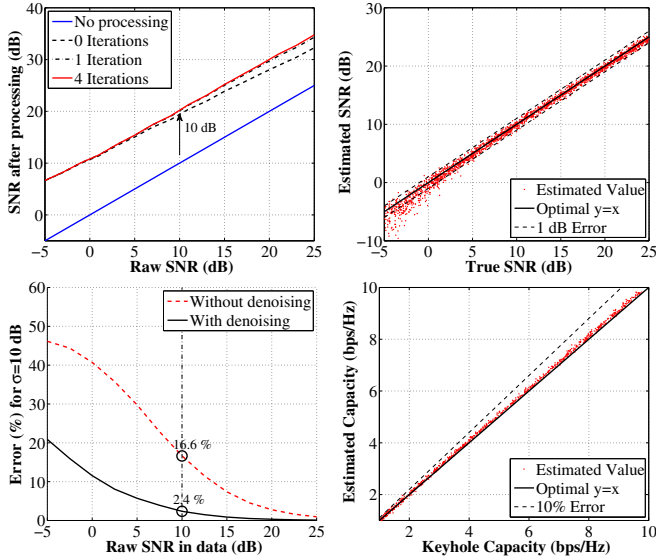 SNR after processing (dB)
40
30
20
10
0
−5
0
5
10
15
20
25
Raw SNR (dB)
No processing
0 Iterations
1 Iteration
4 Iterations
10 dB
Estimated SNR (dB)
30
20
10
0
−10
−5
0
5
10
15
20
25
True SNR (dB)
Estimated Value
Optimal y=x
1 dB Error
Error (%) for σ=10 dB
60
50
40
30
20
10
0
−5
0
5
10
15
20
25
Raw SNR in data (dB)
Without denoising
With denoising
16.6 %
2.4 %
Estimated Capacity (bps/Hz)
10
8
6
4
2
2
4
6
8
10
Keyhole Capacity (bps/Hz)
Estimated Value
Optimal y=x
10% Error